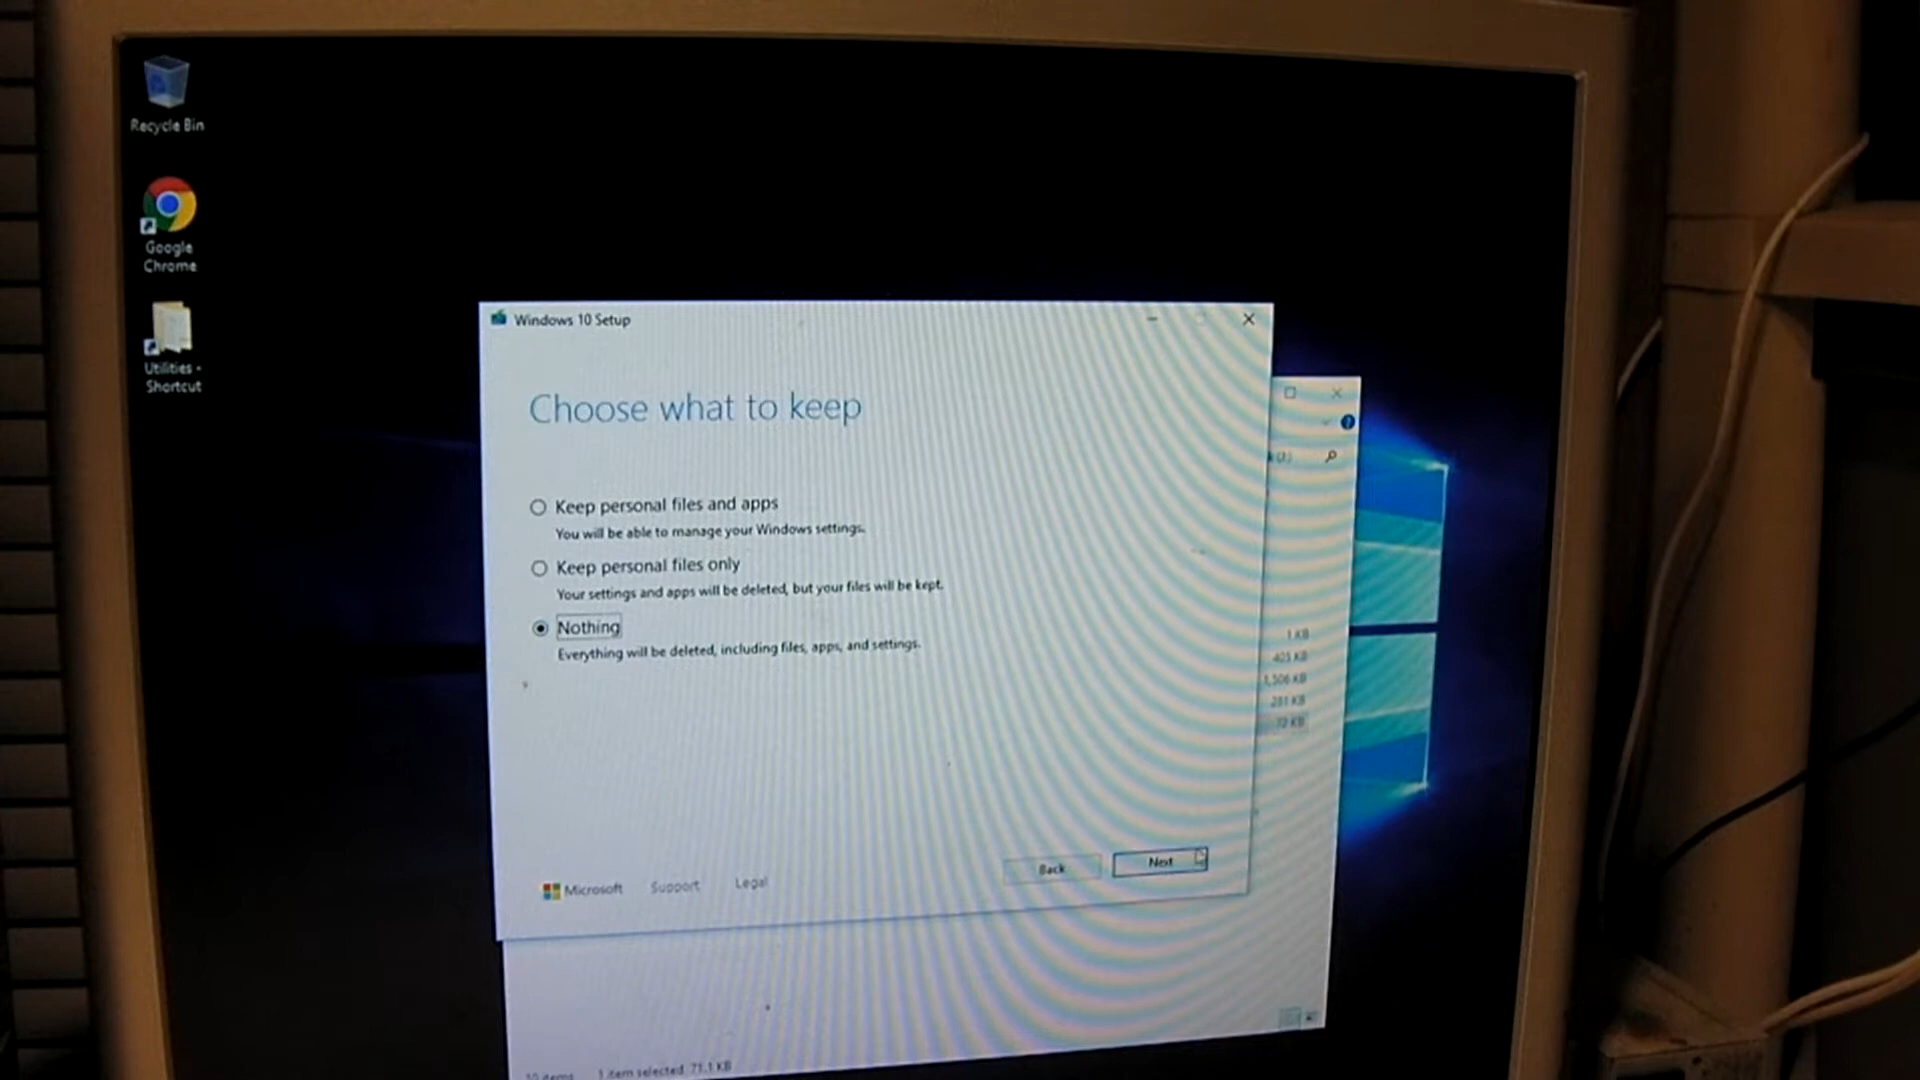 Recycle Bin
Google
Chrome
Utilities -
Shortcut
Windows 10 Setup
Choose what to keep
Keep personal files and apps
You will be able to manage your Windows settings.
Keep personal files only
Your settings and apps will be deleted, but your files will be kept.
Nothing
Everything will be deleted, including files, apps, and settings.
1 KB
405 KB
1,506 KB
281 KB
72 KB
Back
Next
Microsoft
Support
Legal
10 items
1 item selected 71.1 KB